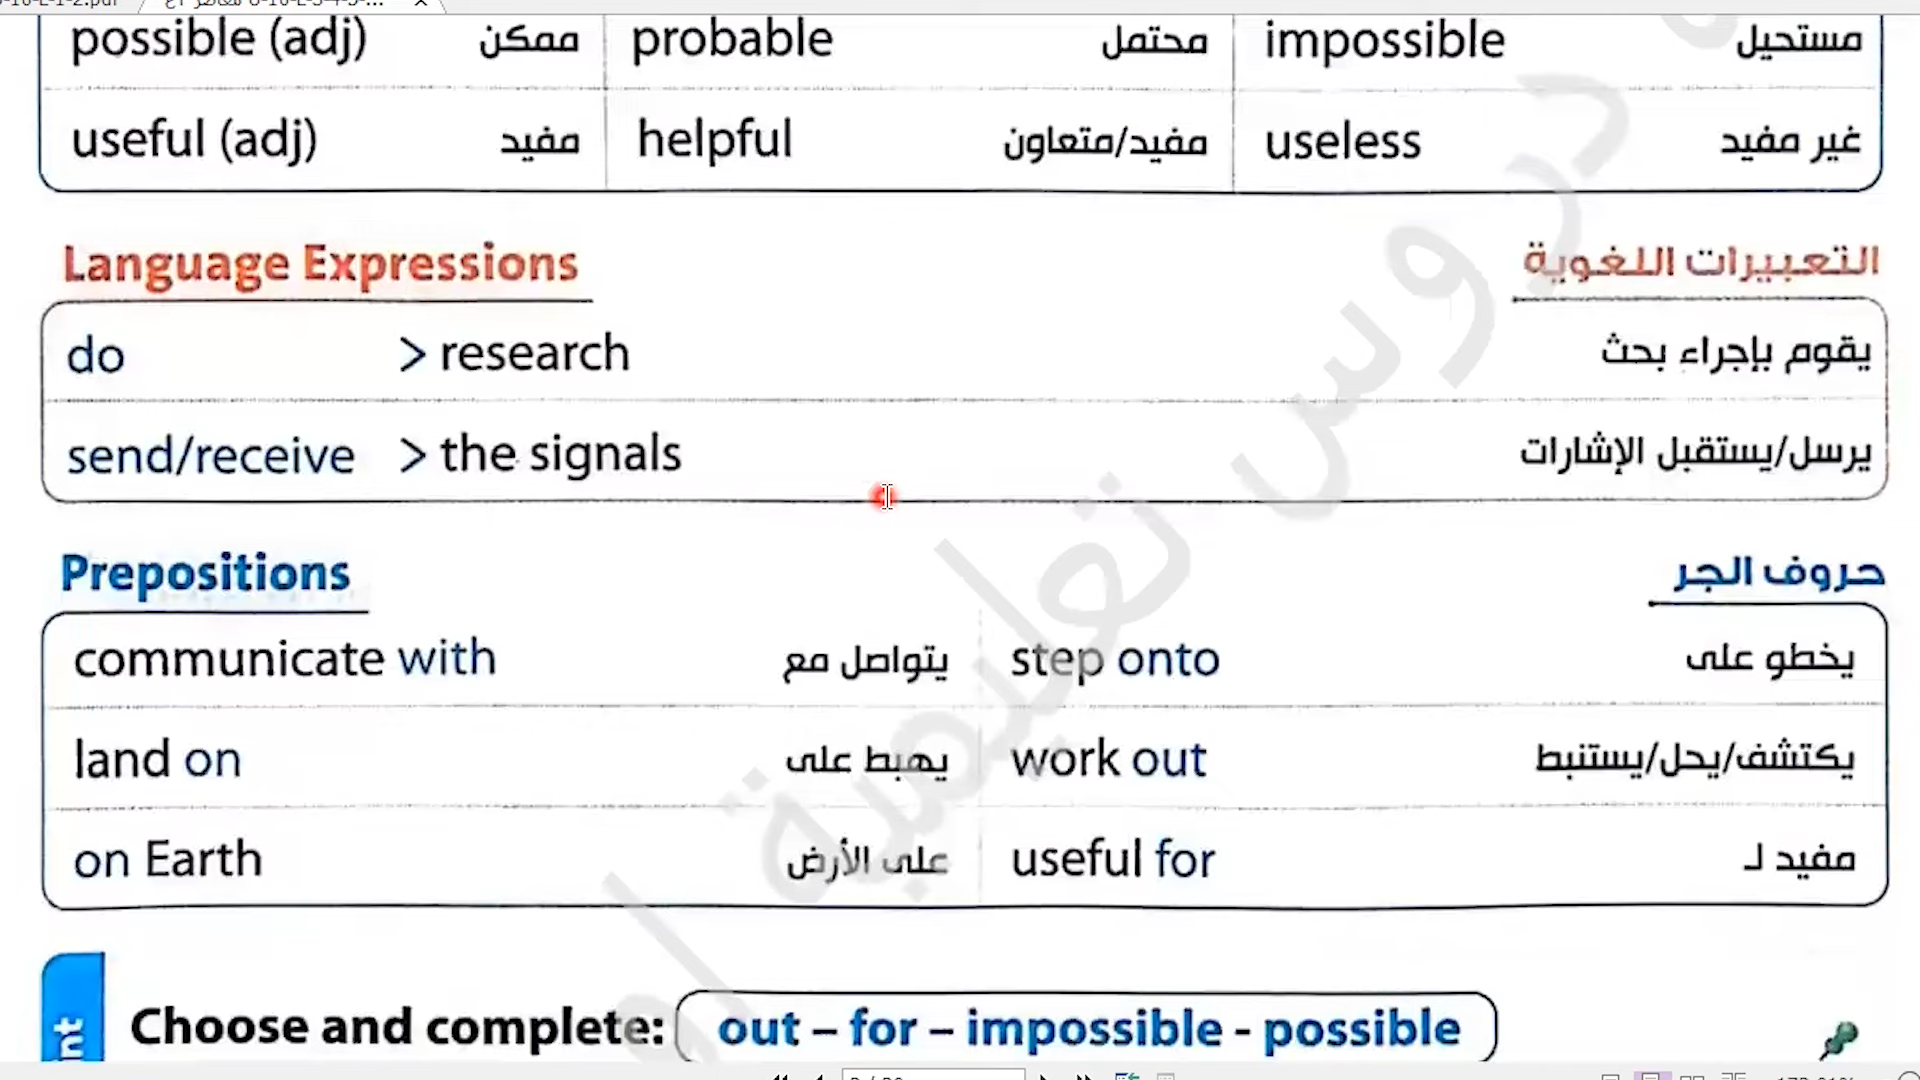 possible (adj) ممكن probable محتمل impossible مستحيل
useful (adj) مفيد helpful مفيد/متعاون useless غير مفيد
Language Expressions التعبيرات اللغوية
do > research يقوم بإجراء بحث
send/receive > the signals يرسل/يستقبل الإشارات
Prepositions حروف الجر
communicate with يتواصل مع step onto يخطو على
land on يهبط على work out يكتشف/يحل/يستنبط
on Earth على الأرض useful for مفيد لـ
Choose and complete: out – for – impossible - possible
دروس تعليمية